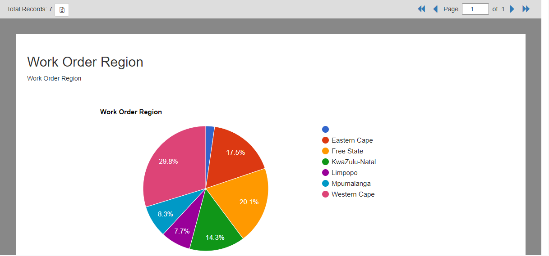 Total Records: 7
Page 1 of 1
Work Order Region
Work Order Region
Work Order Region
17.5%
29.8%
20.1%
8.3%
7.7%
14.3%
Eastern Cape
Free State
KwaZulu-Natal
Limpopo
Mpumalanga
Western Cape